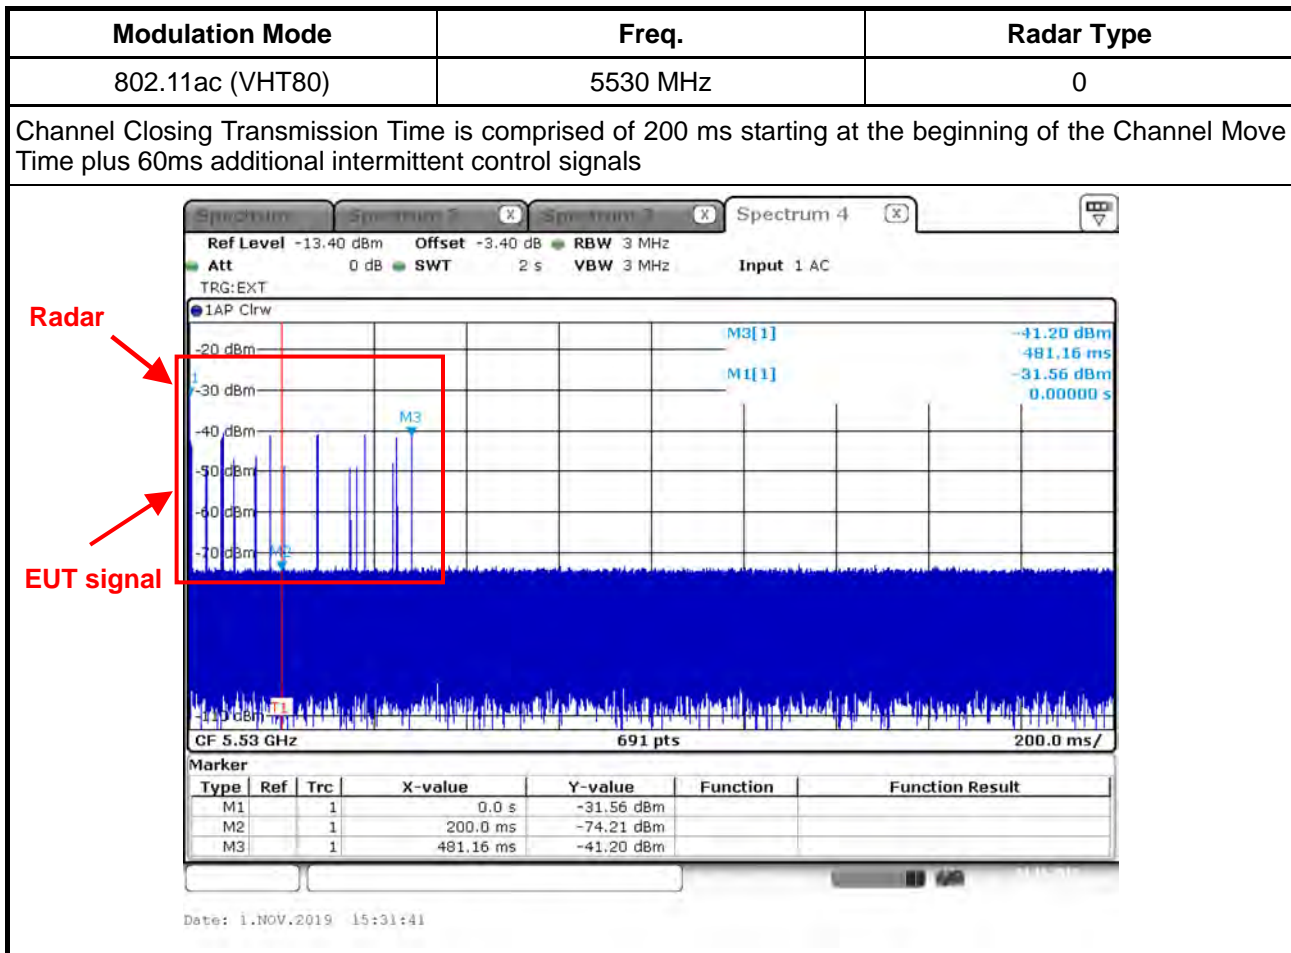 Modulation Mode Freq. Radar Type
802.11ac (VHT80) 5530 MHz 0
Channel Closing Transmission Time is comprised of 200 ms starting at the beginning of the Channel Move
Time plus 60ms additional intermittent control signals
Spectrum Spectrum 2 X Spectrum 3 X Spectrum 4 X
Ref Level -13.40 dBm Offset -3.40 dB RBW 3 MHz
Att 0 dB SWT 2 s VBW 3 MHz Input 1 AC
TRG:EXT
1AP Clrw
Radar
M3[1] -41.20 dBm
-20 dBm
481.16 ms
M1[1] -31.56 dBm
-30 dBm
0.00000 s
M3
-40 dBm
-50 dBm
-60 dBm
-70 dBm
M2
EUT signal
T1
-110 dBm
CF 5.53 GHz 691 pts 200.0 ms/
Marker
Type Ref Trc X-value Y-value Function Function Result
M1 1 0.0 s -31.56 dBm
M2 1 200.0 ms -74.21 dBm
M3 1 481.16 ms -41.20 dBm
Date: 1.NOV.2019 15:31:41